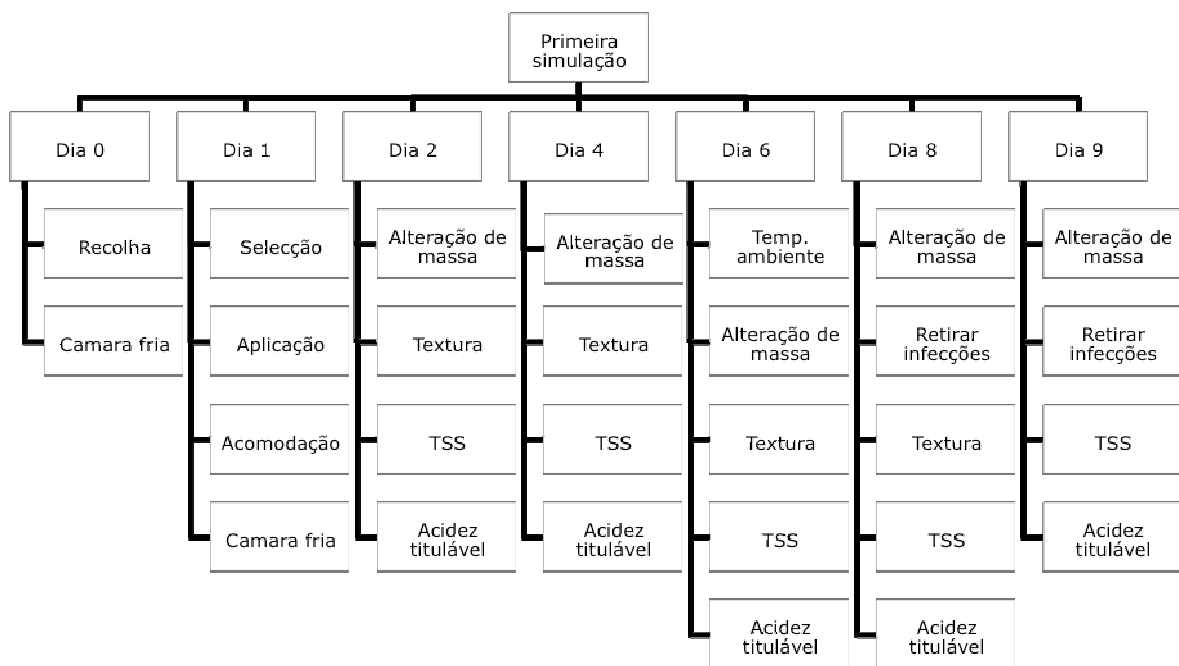 Primeira
simulação
Dia 0
Recolha
Camara fria
Dia 1
Selecção
Aplicação
Acomodação
Camara fria
Dia 2
Alteração de
massa
Textura
TSS
Acidez
titulável
Dia 4
Alteração de
massa
Textura
TSS
Acidez
titulável
Dia 6
Temp.
ambiente
Alteração de
massa
Textura
TSS
Acidez
titulável
Dia 8
Alteração de
massa
Retirar
infecções
Textura
TSS
Acidez
titulável
Dia 9
Alteração de
massa
Retirar
infecções
TSS
Acidez
titulável